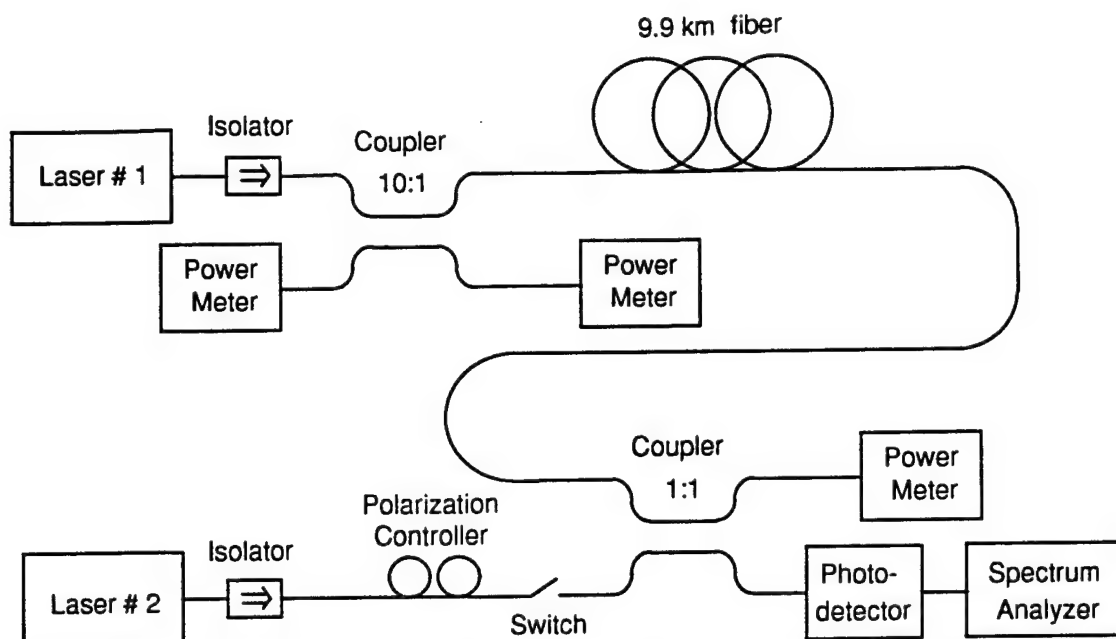 9.9 km fiber
Isolator
Coupler
10:1
Laser # 1
Power
Meter
Power
Meter
Coupler
1:1
Power
Meter
Polarization
Controller
Isolator
Laser # 2
Switch
Photo-
detector
Spectrum
Analyzer